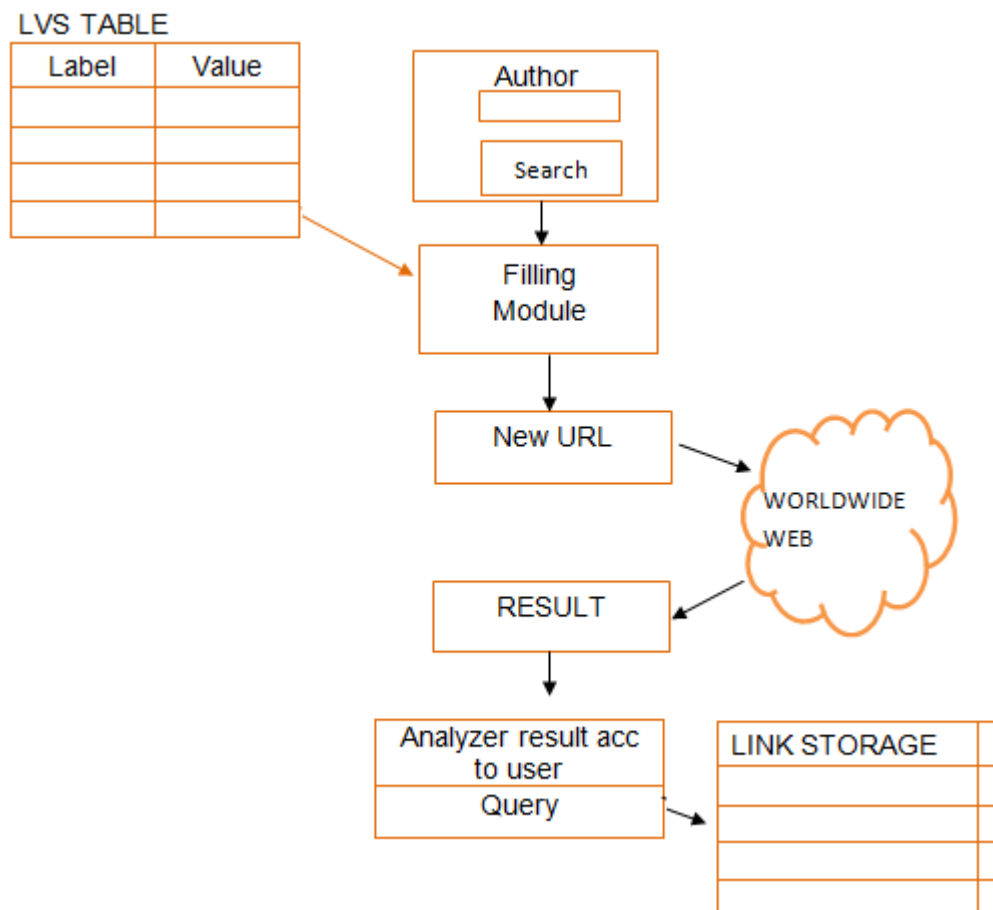 LVS TABLE
Label Value
Author
Search
Filling
Module
New URL
WORLDWIDE
WEB
RESULT
Analyzer result acc
to user
Query
LINK STORAGE